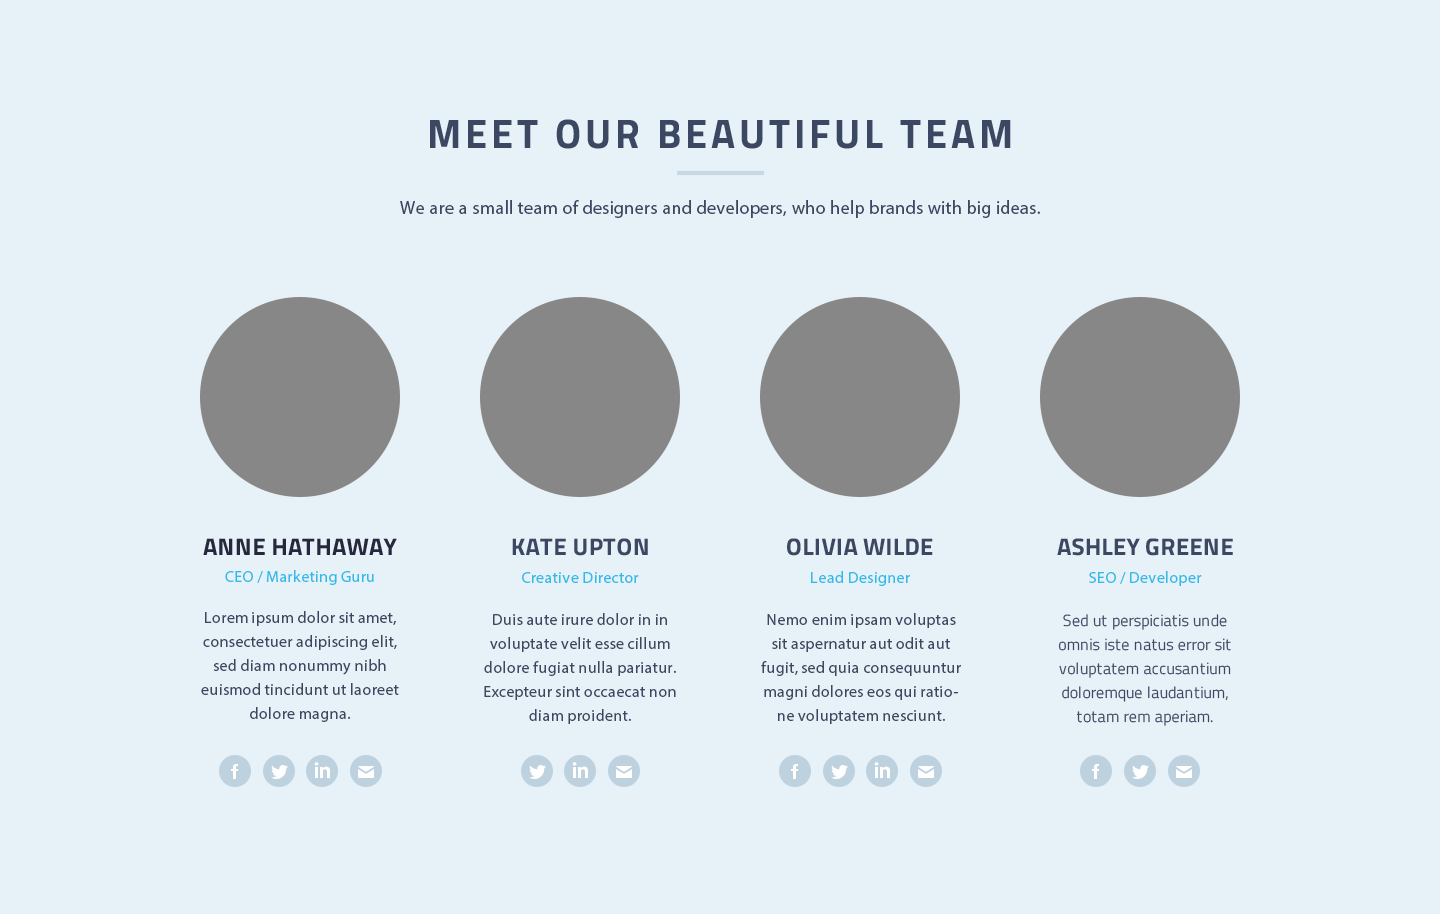 MEET OUR BEAUTIFUL TEAM
We are a small team of designers and developers, who help brands with big ideas.
ANNE HATHAWAY
CEO / Marketing Guru
Lorem ipsum dolor sit amet,
consectetuer adipiscing elit,
sed diam nonummy nibh
euismod tincidunt ut laoreet
dolore magna.
KATE UPTON
Creative Director
Duis aute irure dolor in in
voluptate velit esse cillum
dolore fugiat nulla pariatur.
Excepteur sint occaecat non
diam proident.
OLIVIA WILDE
Lead Designer
Nemo enim ipsam voluptas
sit aspernatur aut odit aut
fugit, sed quia consequuntur
magni dolores eos qui ratio-
ne voluptatem nesciunt.
ASHLEY GREENE
SEO / Developer
Sed ut perspiciatis unde
omnis iste natus error sit
voluptatem accusantium
doloremque laudantium,
totam rem aperiam.